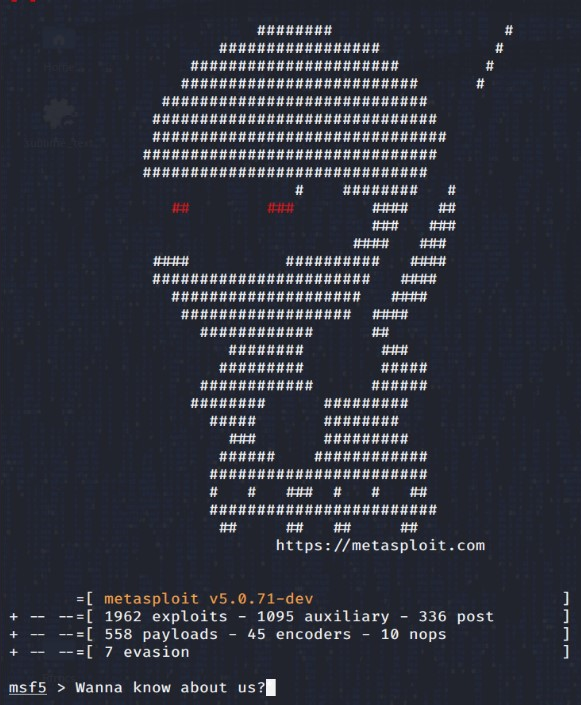 https://metasploit.com
=[ metasploit v5.0.71-dev ]
+ -- --=[ 1962 exploits - 1095 auxiliary - 336 post ]
+ -- --=[ 558 payloads - 45 encoders - 10 nops ]
+ -- --=[ 7 evasion ]
msf5 > Wanna know about us?